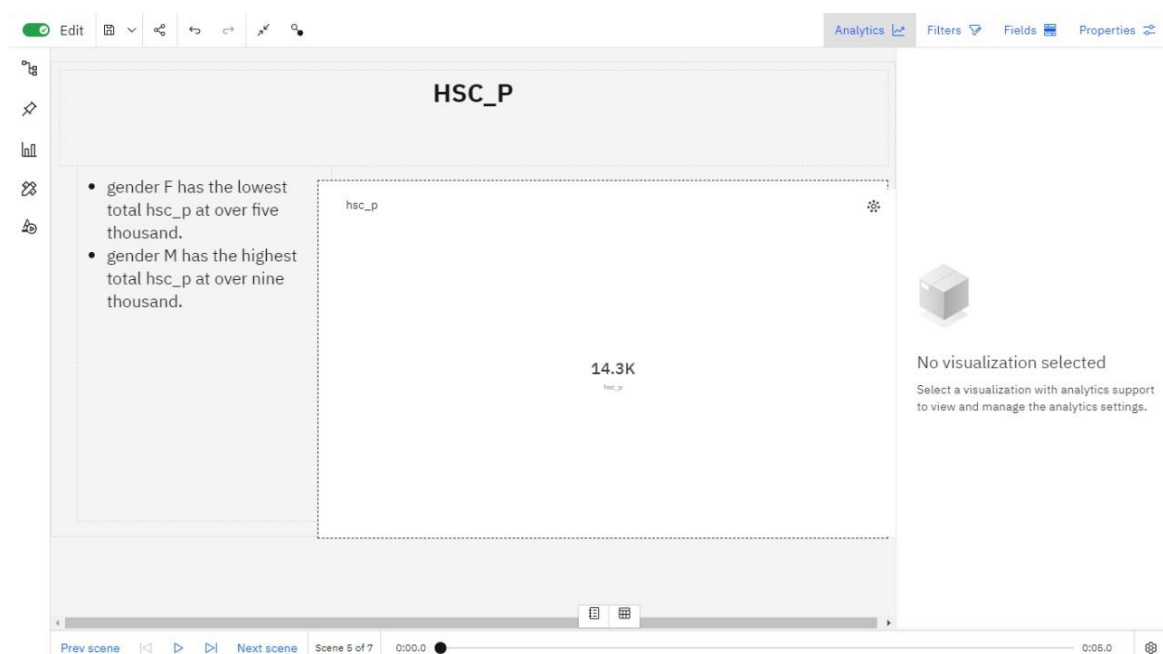 Edit
Analytics
Filters
Fields
Properties
HSC_P
• gender F has the lowest
total hsc_p at over five
thousand.
• gender M has the highest
total hsc_p at over nine
thousand.
hsc_p
14.3K
hsc_p
No visualization selected
Select a visualization with analytics support
to view and manage the analytics settings.
Prev scene
Next scene
Scene 5 of 7
0:00.0
0:05.0